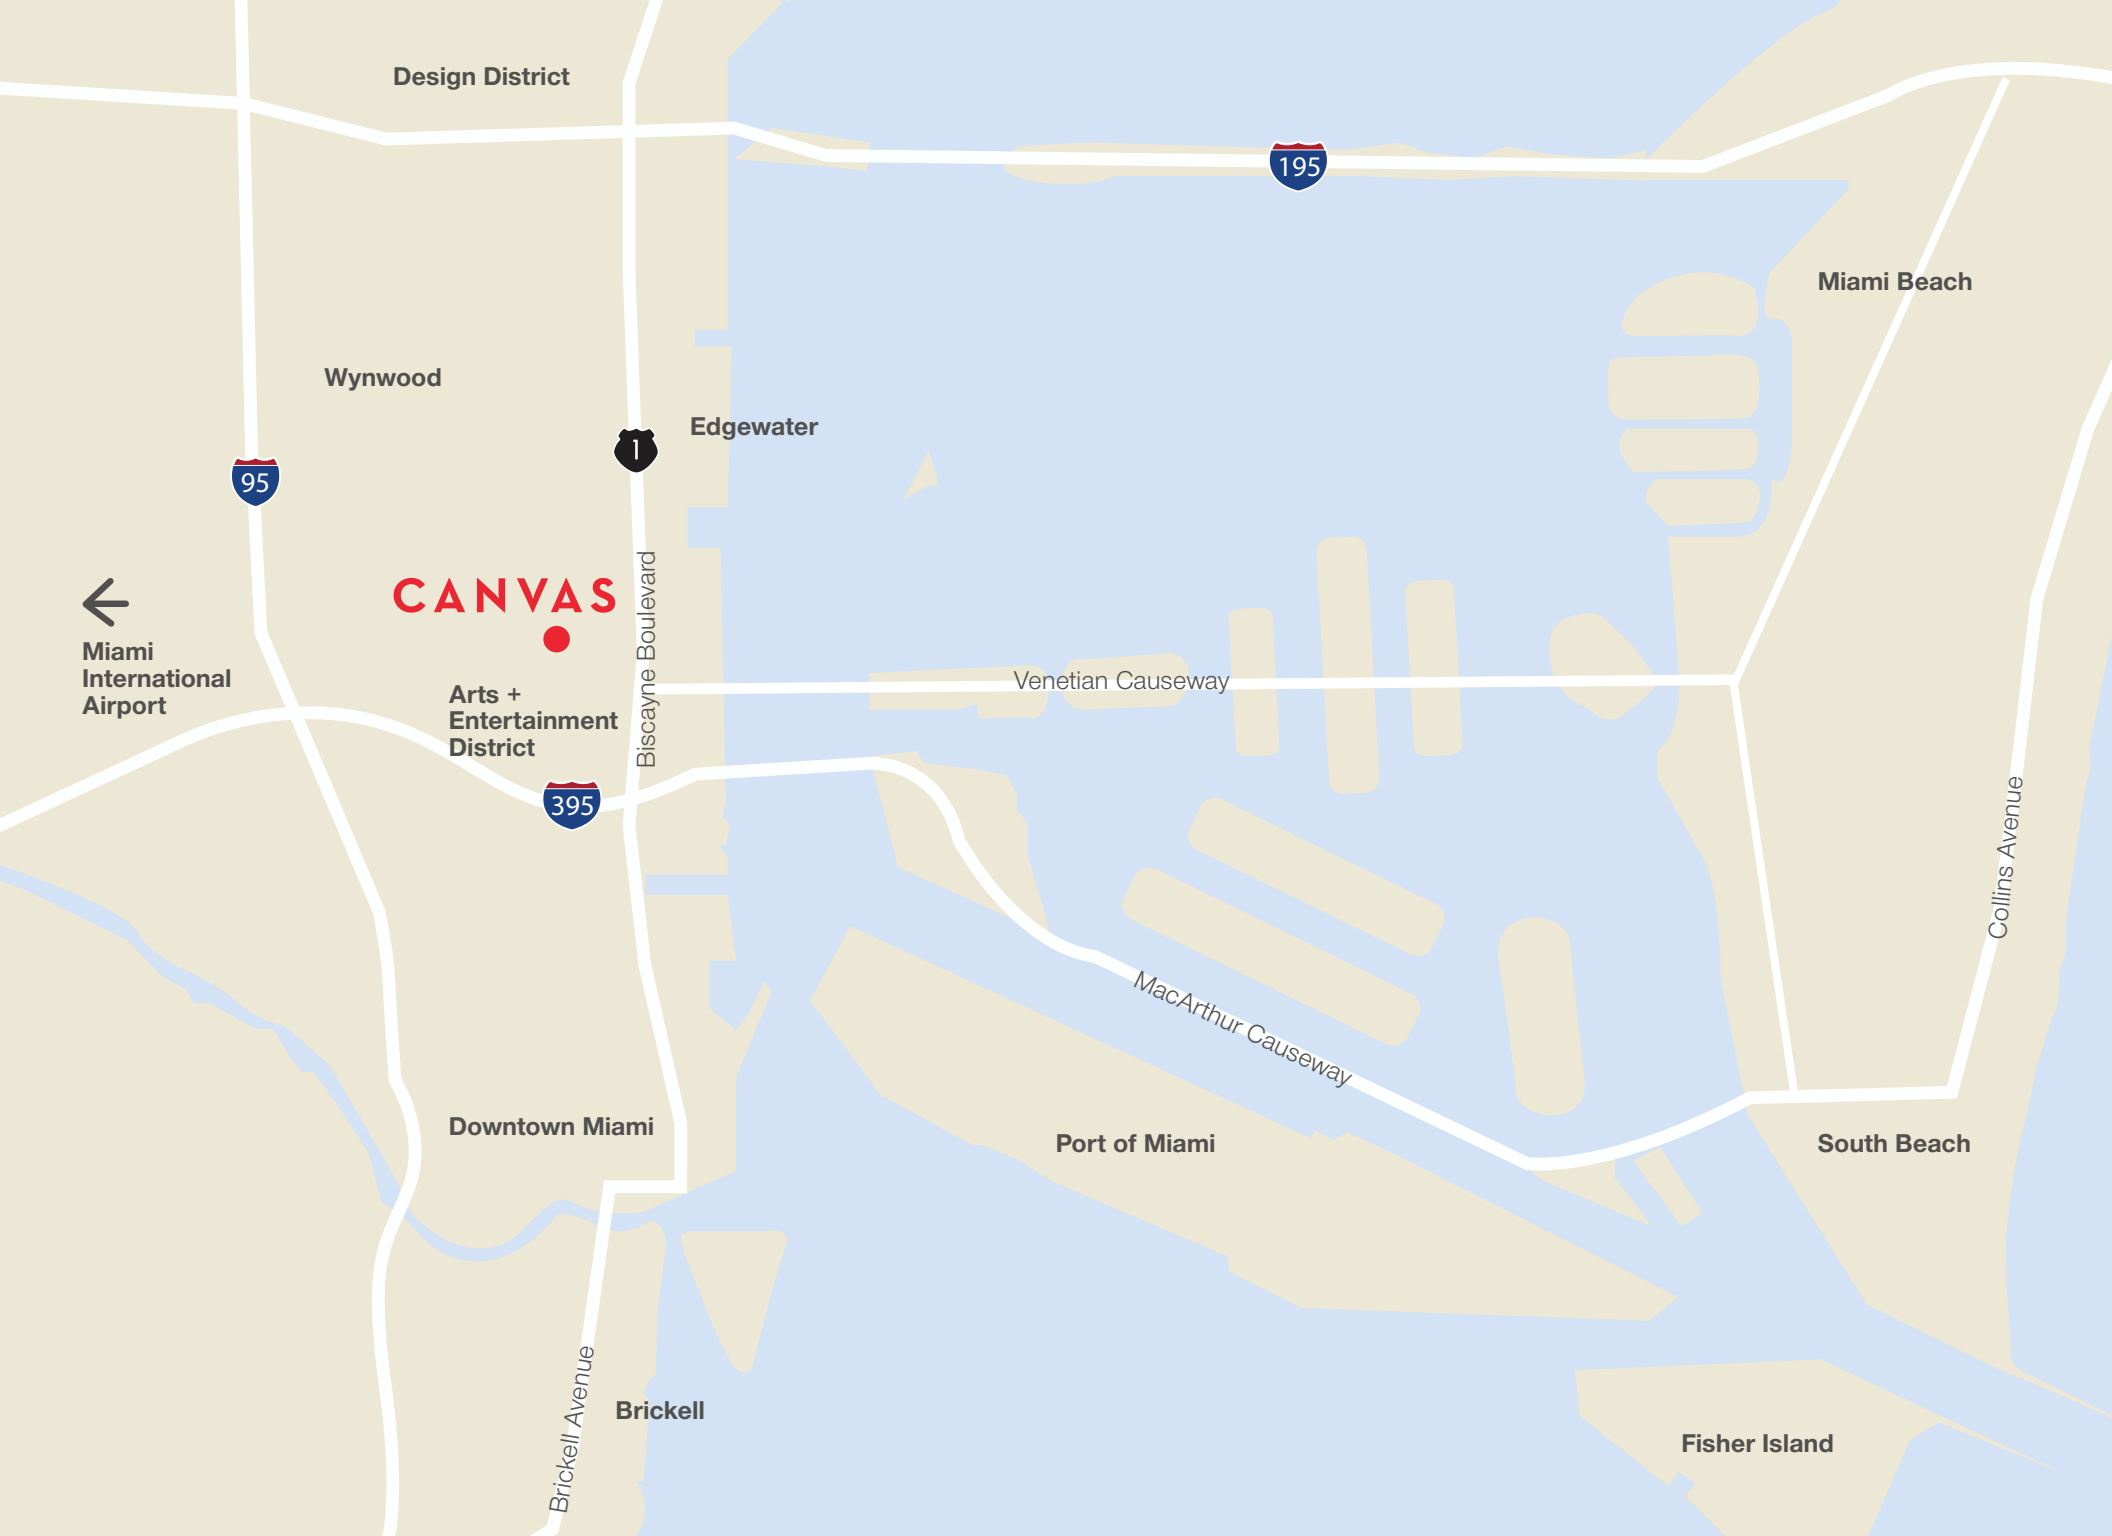 Design District
195
Miami Beach
Wynwood
Edgewater
1
95
CANVAS
Biscayne Boulevard
Miami
International
Airport
Arts +
Entertainment
District
Venetian Causeway
395
Collins Avenue
MacArthur Causeway
Downtown Miami
Port of Miami
South Beach
Brickell Avenue
Brickell
Fisher Island